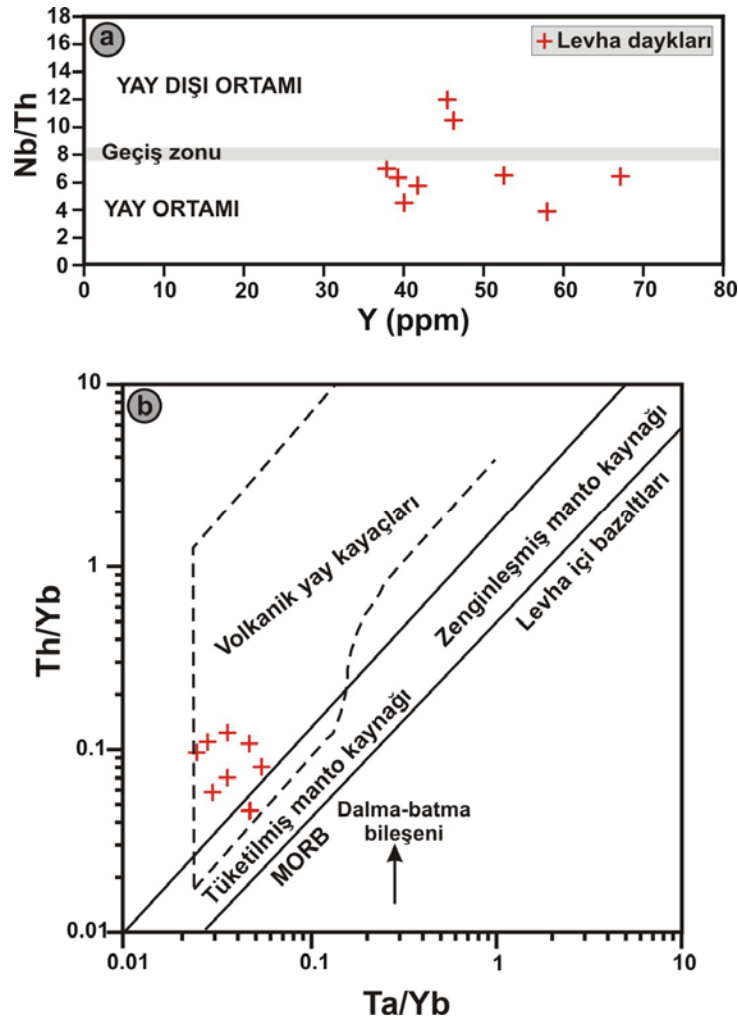 a
Levha daykları
YAY DIŞI ORTAMI
Geçiş zonu
YAY ORTAMI
Nb/Th
18
16
14
12
10
8
6
4
2
0
0 10 20 30 40 50 60 70 80
Y (ppm)
b
Volkanik yay kayaçları
Zenginleşmiş manto kaynağı
Levha içi bazaltları
Tüketilmiş manto kaynağı
MORB
Dalma-batma
bileşeni
Th/Yb
10
1
0.1
0.01
0.01 0.1 1 10
Ta/Yb